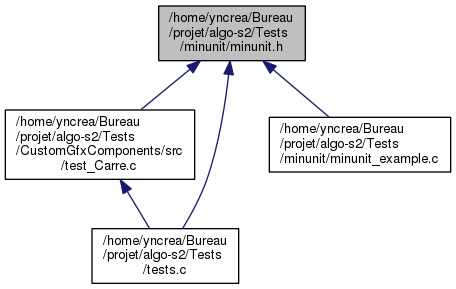 /home/yncrea/Bureau
/projet/algo-s2/Tests
/minunit/minunit.h
/home/yncrea/Bureau
/projet/algo-s2/Tests
/CustomGfxComponents/src
/test_Carre.c
/home/yncrea/Bureau
/projet/algo-s2/Tests
/minunit/minunit_example.c
/home/yncrea/Bureau
/projet/algo-s2/Tests
/tests.c